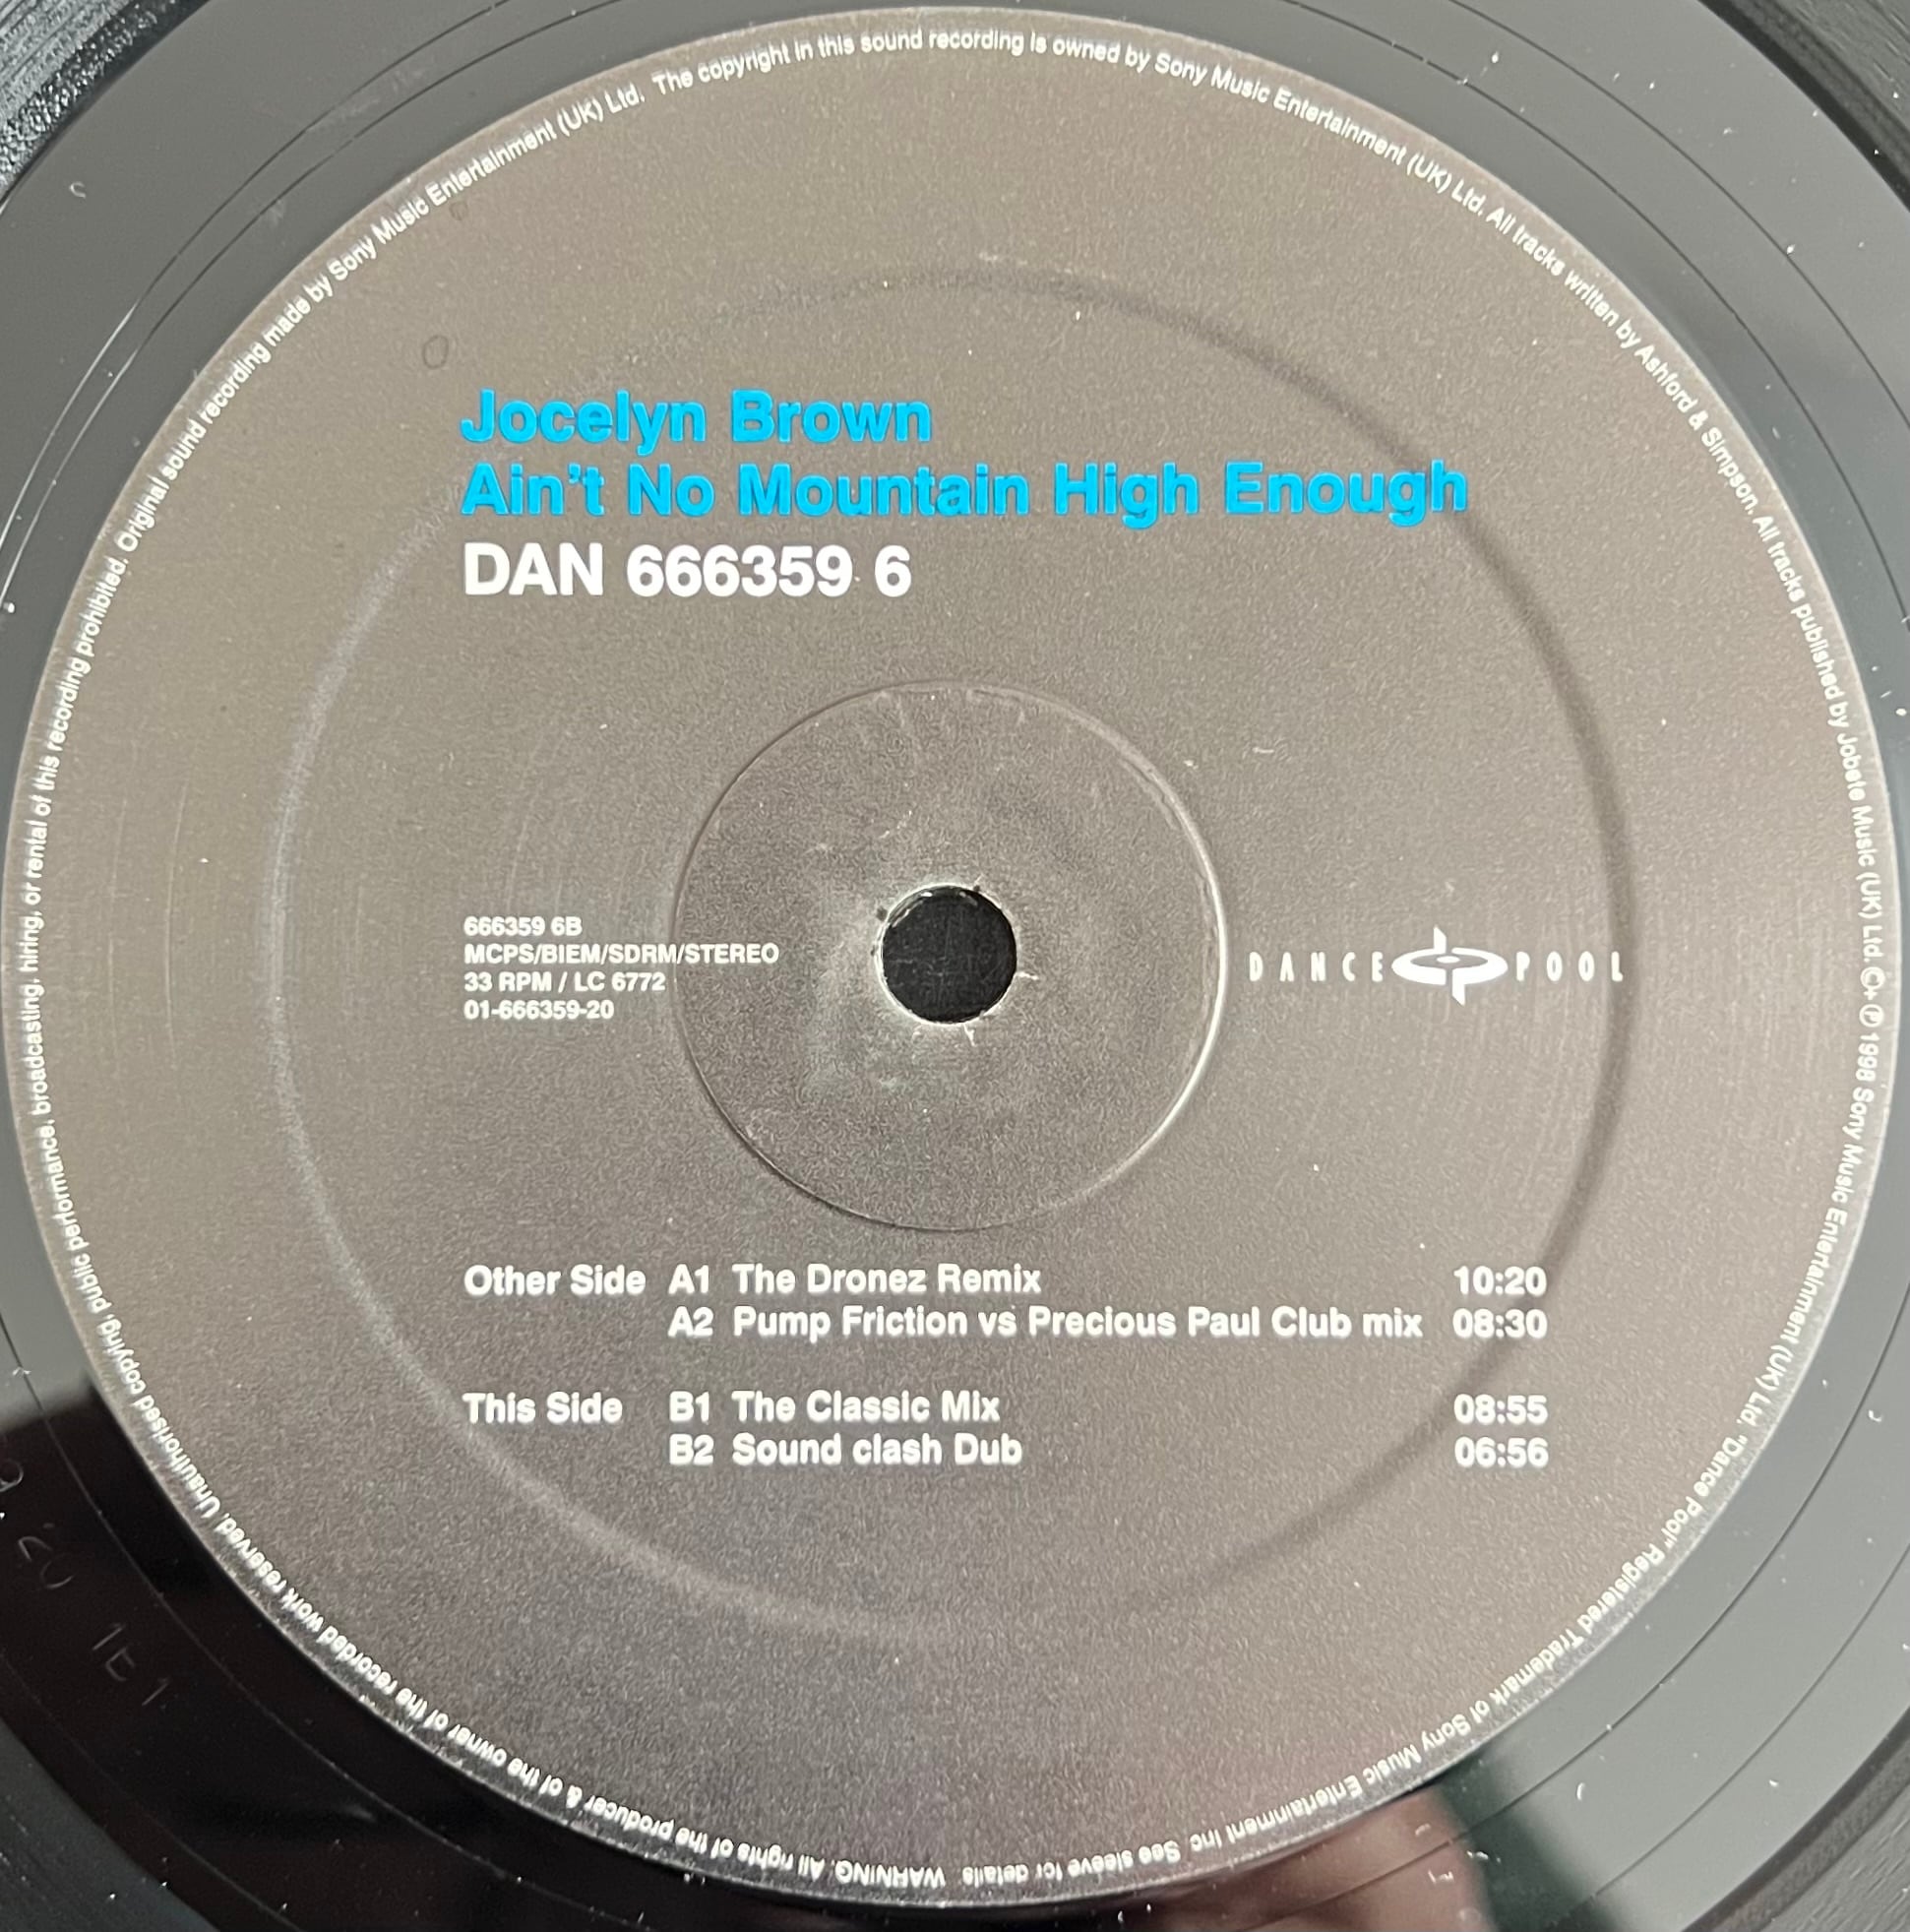 Jocelyn Brown
Ain't No Mountain High Enough
DAN 666359 6
666359 6B
MCPS/BIEM/SDRM/STEREO
33 RPM / LC 6772
01-666359-20
DANCE POOL
Other Side A1 The Dronez Remix 10:20
A2 Pump Friction vs Precious Paul Club mix 08:30
This Side B1 The Classic Mix 08:55
B2 Sound clash Dub 06:56
Original sound recording made by Sony Music Entertainment (UK) Ltd. The copyright in this sound recording is owned by Sony Music Entertainment (UK) Ltd. All tracks written by Ashford & Simpson. All tracks published by Jobete Music (UK) Ltd. ©+℗ 1998 Sony Music Entertainment (UK) Ltd. "Dance Pool" Registered Trademark of Sony Music Entertainment Inc See sleeve for details WARNING. All rights of the producer & of the owner of the recorded work reserved. Unauthorised copying, public performance, broadcasting, hiring, or rental of this recording prohibited.
20 1E1